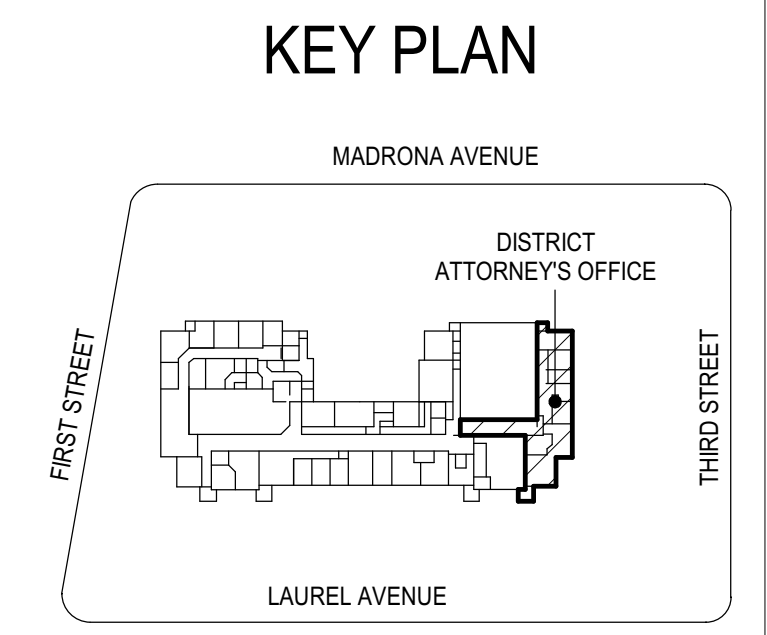 KEY PLAN
MADRONA AVENUE
DISTRICT
ATTORNEY'S OFFICE
FIRST STREET
THIRD STREET
LAUREL AVENUE